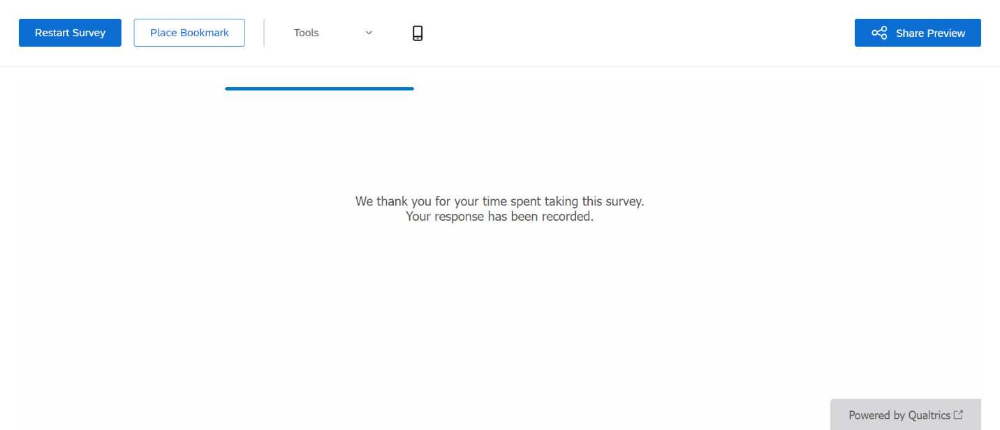 Restart Survey
Place Bookmark
Tools
Share Preview
We thank you for your time spent taking this survey.
Your response has been recorded.
Powered by Qualtrics